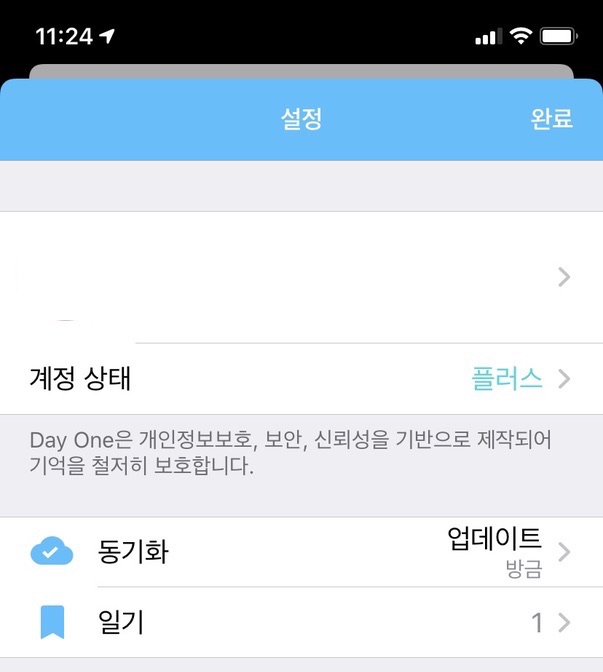 11:24
설정
완료
계정 상태
플러스
Day One은 개인정보보호, 보안, 신뢰성을 기반으로 제작되어
기억을 철저히 보호합니다.
동기화
업데이트
방금
일기
1